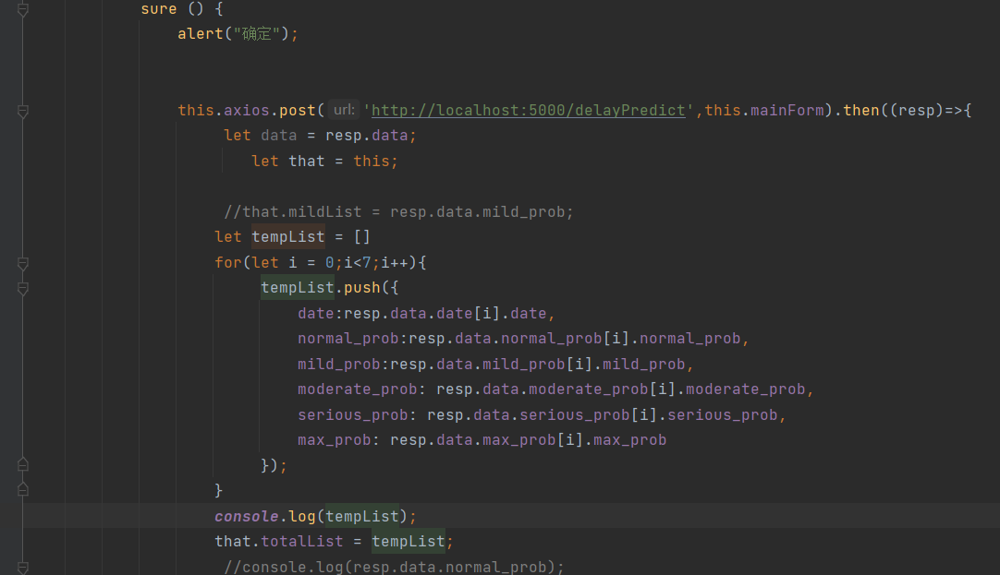 sure () {
alert("确定");
this.axios.post( url: 'http://localhost:5000/delayPredict',this.mainForm).then((resp)=>{
let data = resp.data;
let that = this;
//that.mildList = resp.data.mild_prob;
let tempList = []
for(let i = 0;i<7;i++){
tempList.push({
date:resp.data.date[i].date,
normal_prob:resp.data.normal_prob[i].normal_prob,
mild_prob:resp.data.mild_prob[i].mild_prob,
moderate_prob: resp.data.moderate_prob[i].moderate_prob,
serious_prob: resp.data.serious_prob[i].serious_prob,
max_prob: resp.data.max_prob[i].max_prob
});
}
console.log(tempList);
that.totalList = tempList;
//console.log(resp.data.normal_prob);